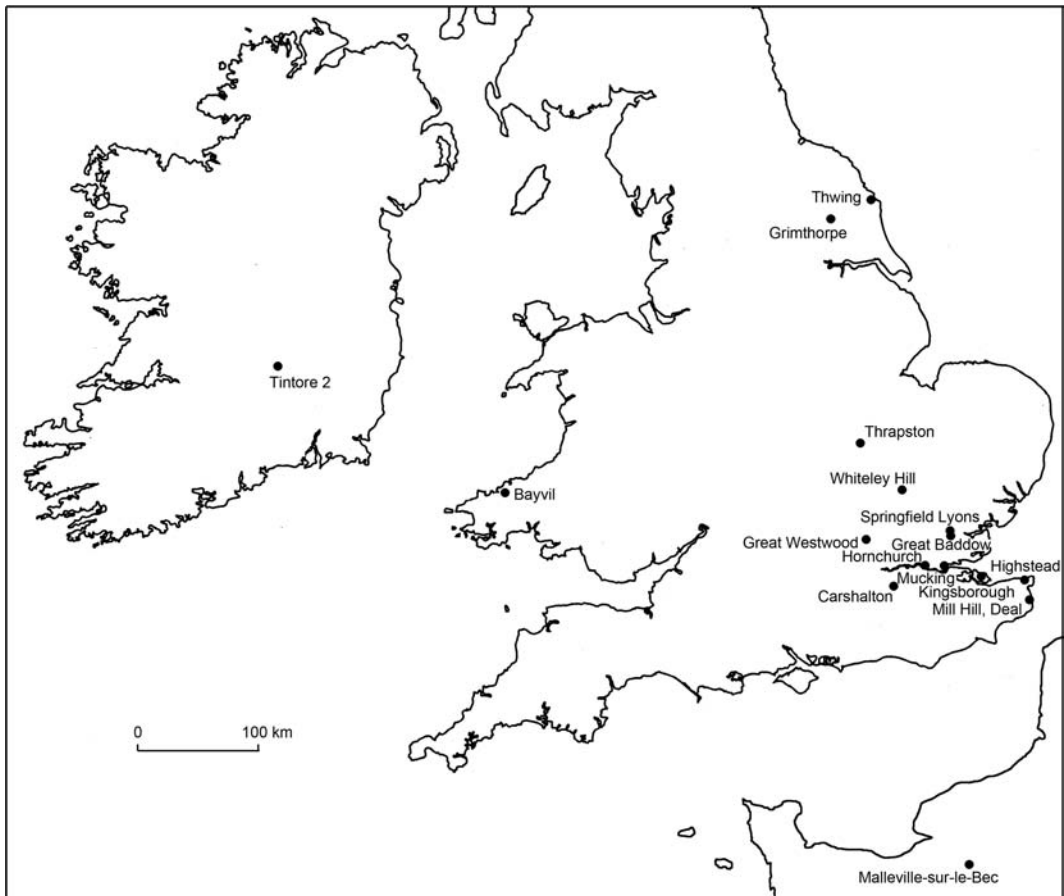 Thwing
Grimthorpe
Tintore 2
Thrapston
Whiteley Hill
Bayvil
Springfield Lyons
Great Westwood
Great Baddow
Hornchurch
Highstead
Mucking
Kingsborough
Carshalton
Mill Hill, Deal
0 100 km
Malleville-sur-le-Bec